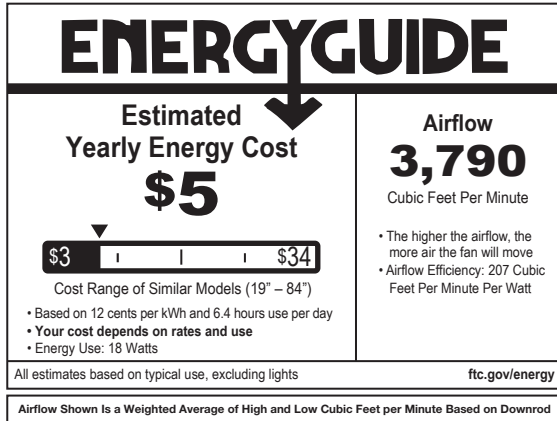 ENERGYGUIDE
Estimated
Yearly Energy Cost
$5
$3
$34
Cost Range of Similar Models (19” – 84”)
• Based on 12 cents per kWh and 6.4 hours use per day
• Your cost depends on rates and use
• Energy Use: 18 Watts
Airflow
3,790
Cubic Feet Per Minute
• The higher the airflow, the
more air the fan will move
• Airflow Efficiency: 207 Cubic
Feet Per Minute Per Watt
All estimates based on typical use, excluding lights
ftc.gov/energy
Airflow Shown Is a Weighted Average of High and Low Cubic Feet per Minute Based on Downrod